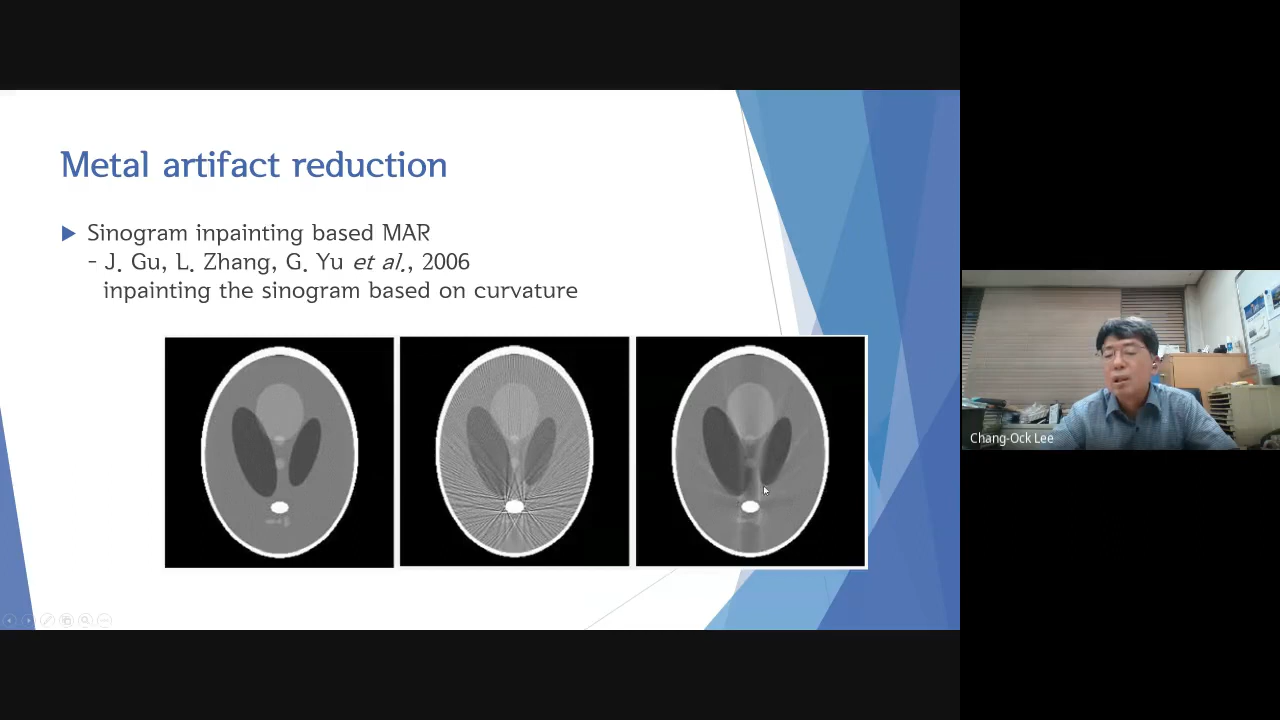 Metal artifact reduction
Sinogram inpainting based MAR
- J. Gu, L. Zhang, G. Yu et al., 2006
inpainting the sinogram based on curvature
Chang-Ock Lee